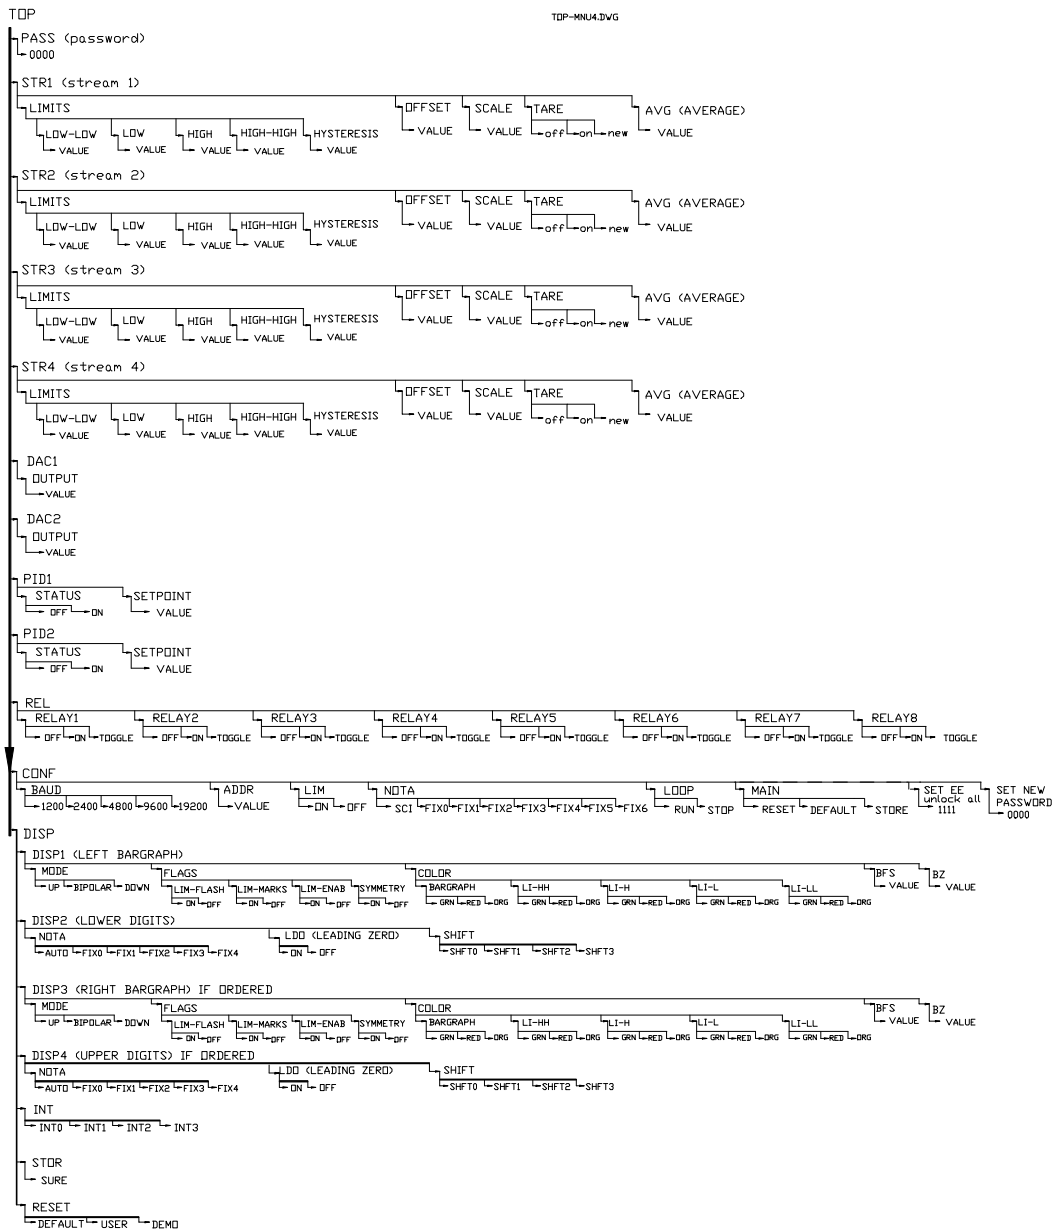 TOP
TOP-MNU4.DWG
PASS (password)
0000
STR1 (stream 1)
LIMITS OFFSET SCALE TARE AVG (AVERAGE)
LOW-LOW LOW HIGH HIGH-HIGH HYSTERESIS VALUE VALUE off on new VALUE
VALUE VALUE VALUE VALUE VALUE
STR2 (stream 2)
LIMITS OFFSET SCALE TARE AVG (AVERAGE)
LOW-LOW LOW HIGH HIGH-HIGH HYSTERESIS VALUE VALUE off on new VALUE
VALUE VALUE VALUE VALUE VALUE
STR3 (stream 3)
LIMITS OFFSET SCALE TARE AVG (AVERAGE)
LOW-LOW LOW HIGH HIGH-HIGH HYSTERESIS VALUE VALUE off on new VALUE
VALUE VALUE VALUE VALUE VALUE
STR4 (stream 4)
LIMITS OFFSET SCALE TARE AVG (AVERAGE)
LOW-LOW LOW HIGH HIGH-HIGH HYSTERESIS VALUE VALUE off on new VALUE
VALUE VALUE VALUE VALUE VALUE
DAC1
OUTPUT
VALUE
DAC2
OUTPUT
VALUE
PID1
STATUS SETPOINT
OFF ON VALUE
PID2
STATUS SETPOINT
OFF ON VALUE
REL
RELAY1 RELAY2 RELAY3 RELAY4 RELAY5 RELAY6 RELAY7 RELAY8
OFF ON TOGGLE OFF ON TOGGLE OFF ON TOGGLE OFF ON TOGGLE OFF ON TOGGLE OFF ON TOGGLE OFF ON TOGGLE OFF ON TOGGLE
CONF
BAUD ADDR LIM NOTA LOOP MAIN SET EE SET NEW
unlock all PASSWORD
1200 2400 4800 9600 19200 VALUE ON OFF SCI FIX0 FIX1 FIX2 FIX3 FIX4 FIX5 FIX6 RUN STOP RESET DEFAULT STORE 1111 0000
DISP
DISP1 (LEFT BARGRAPH)
MODE FLAGS COLOR BFS BZ
UP BIPOLAR DOWN LIM-FLASH LIM-MARKS LIM-ENAB SYMMETRY BARGRAPH LI-HH LI-H LI-L LI-LL VALUE VALUE
ON OFF ON OFF ON OFF ON OFF GRN RED ORG GRN RED ORG GRN RED ORG GRN RED ORG GRN RED ORG
DISP2 (LOWER DIGITS)
NOTA LDO (LEADING ZERO) SHIFT
AUTO FIX0 FIX1 FIX2 FIX3 FIX4 ON OFF SHFT0 SHFT1 SHFT2 SHFT3
DISP3 (RIGHT BARGRAPH) IF ORDERED
MODE FLAGS COLOR BFS BZ
UP BIPOLAR DOWN LIM-FLASH LIM-MARKS LIM-ENAB SYMMETRY BARGRAPH LI-HH LI-H LI-L LI-LL VALUE VALUE
ON OFF ON OFF ON OFF ON OFF GRN RED ORG GRN RED ORG GRN RED ORG GRN RED ORG GRN RED ORG
DISP4 (UPPER DIGITS) IF ORDERED
NOTA LDO (LEADING ZERO) SHIFT
AUTO FIX0 FIX1 FIX2 FIX3 FIX4 ON OFF SHFT0 SHFT1 SHFT2 SHFT3
INT
INT0 INT1 INT2 INT3
STOR
SURE
RESET
DEFAULT USER DEMO